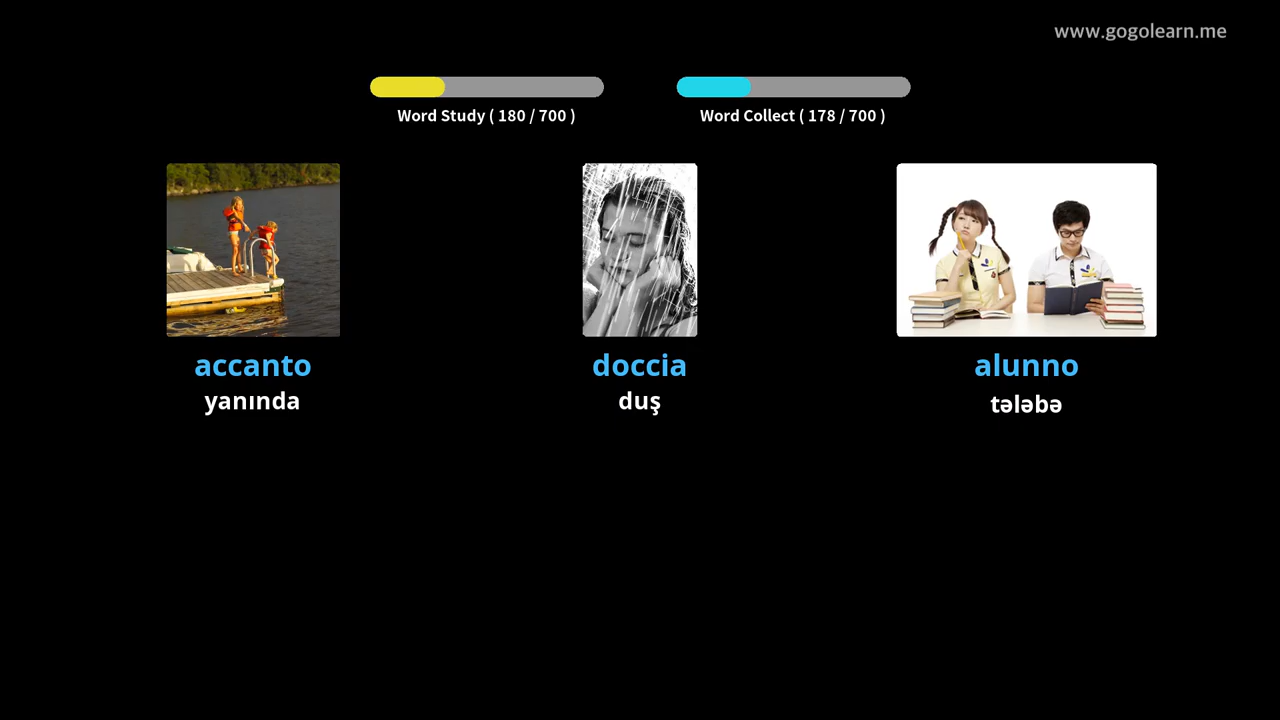 www.gogolearn.me
Word Study ( 180 / 700 )
Word Collect ( 178 / 700 )
accanto
yanında
doccia
duş
alunno
tələbə